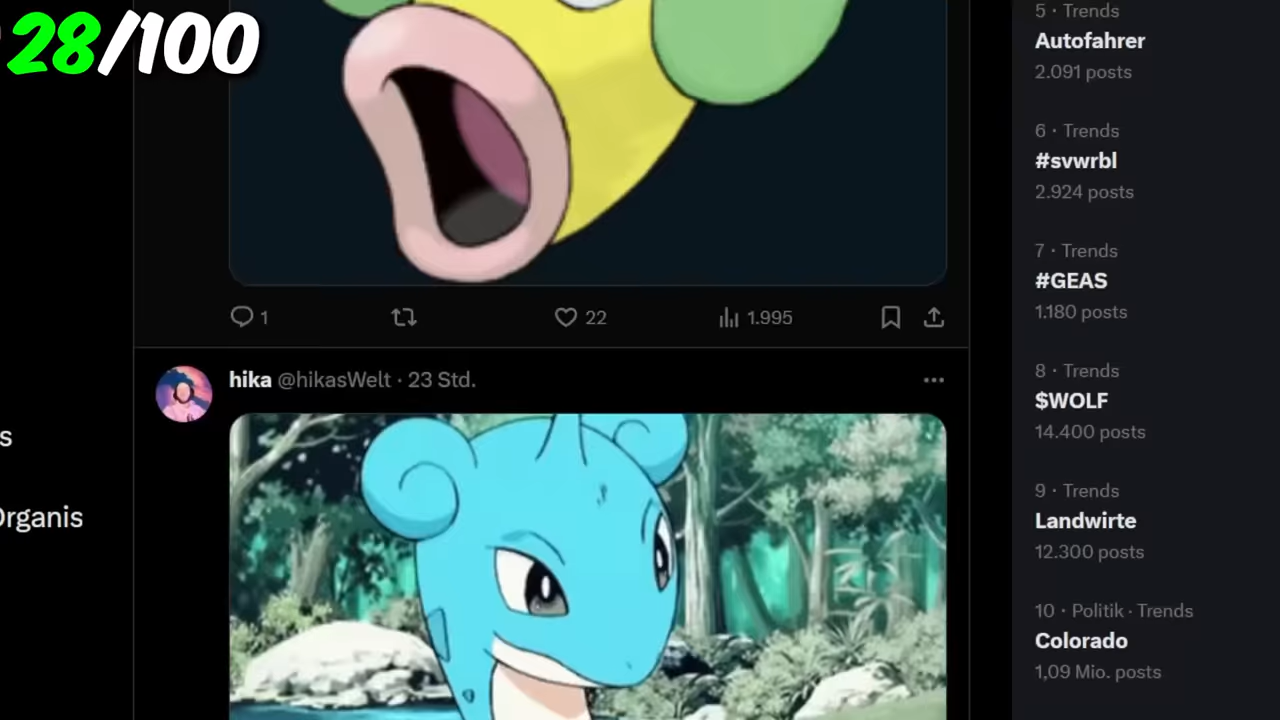 28/100
s
Organis
1
22
1.995
hika @hikasWelt · 23 Std.
5 · Trends
Autofahrer
2.091 posts
6 · Trends
#svwrbl
2.924 posts
7 · Trends
#GEAS
1.180 posts
8 · Trends
$WOLF
14.400 posts
9 · Trends
Landwirte
12.300 posts
10 · Politik · Trends
Colorado
1,09 Mio. posts